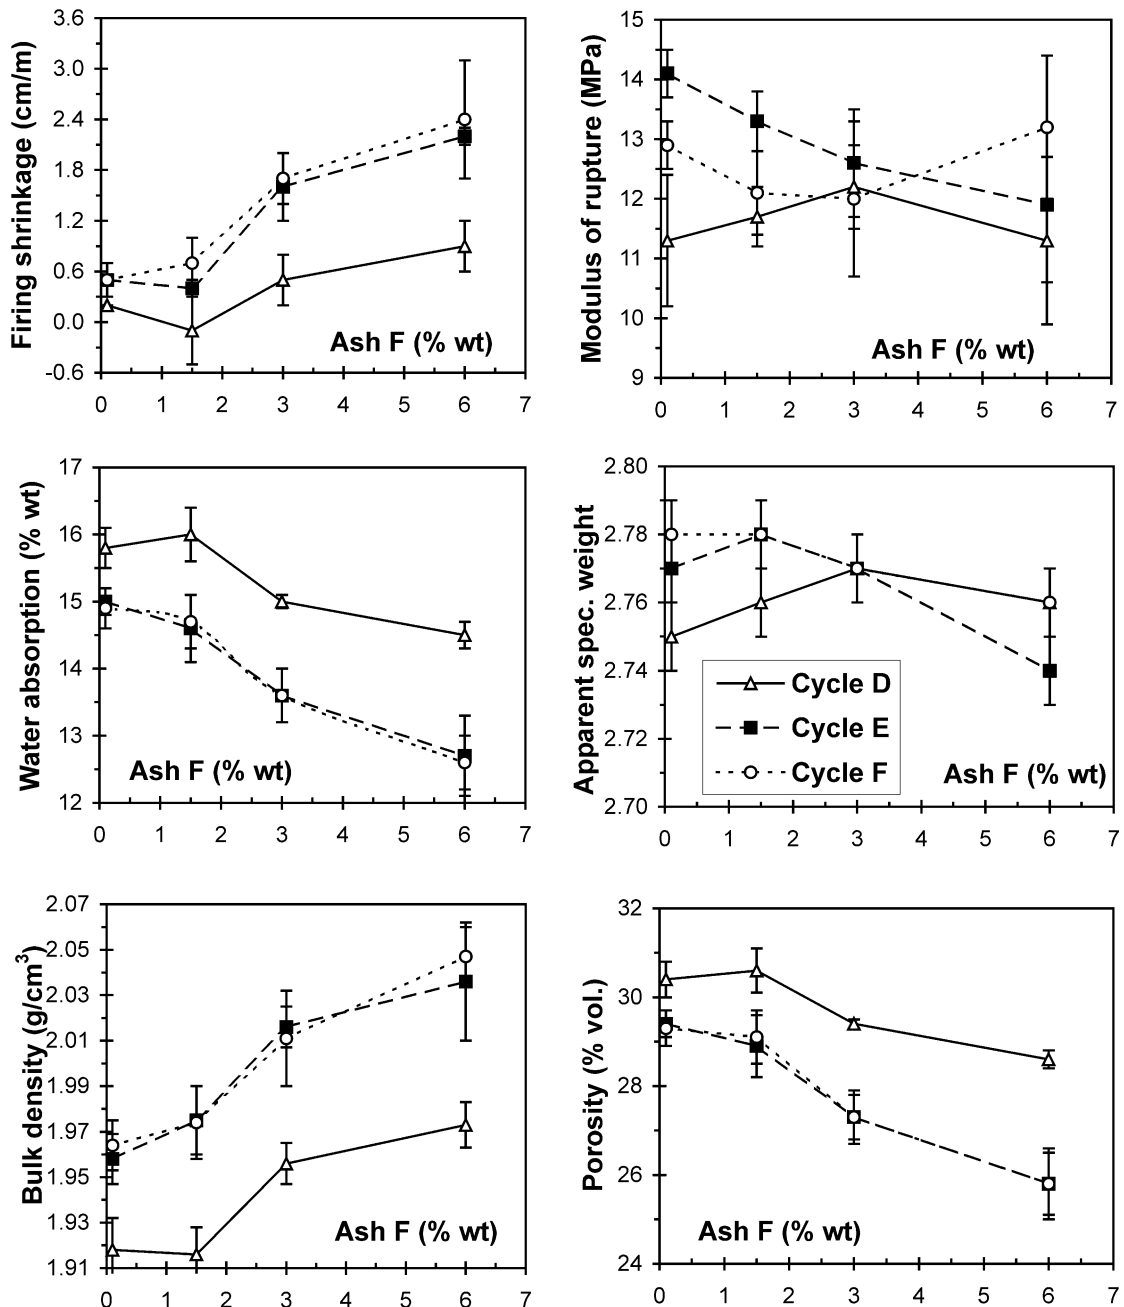 Firing shrinkage (cm/m)
3.6
3.0
2.4
1.8
1.2
0.6
0.0
-0.6
Ash F (% wt)
0 1 2 3 4 5 6 7
Modulus of rupture (MPa)
15
14
13
12
11
10
9
Ash F (% wt)
0 1 2 3 4 5 6 7
Water absorption (% wt)
17
16
15
14
13
12
Ash F (% wt)
0 1 2 3 4 5 6 7
Apparent spec. weight
2.80
2.78
2.76
2.74
2.72
2.70
Cycle D
Cycle E
Cycle F
Ash F (% wt)
0 1 2 3 4 5 6 7
Bulk density (g/cm³)
2.07
2.05
2.03
2.01
1.99
1.97
1.95
1.93
1.91
Ash F (% wt)
0 1 2 3 4 5 6 7
Porosity (% vol.)
32
30
28
26
24
Ash F (% wt)
0 1 2 3 4 5 6 7